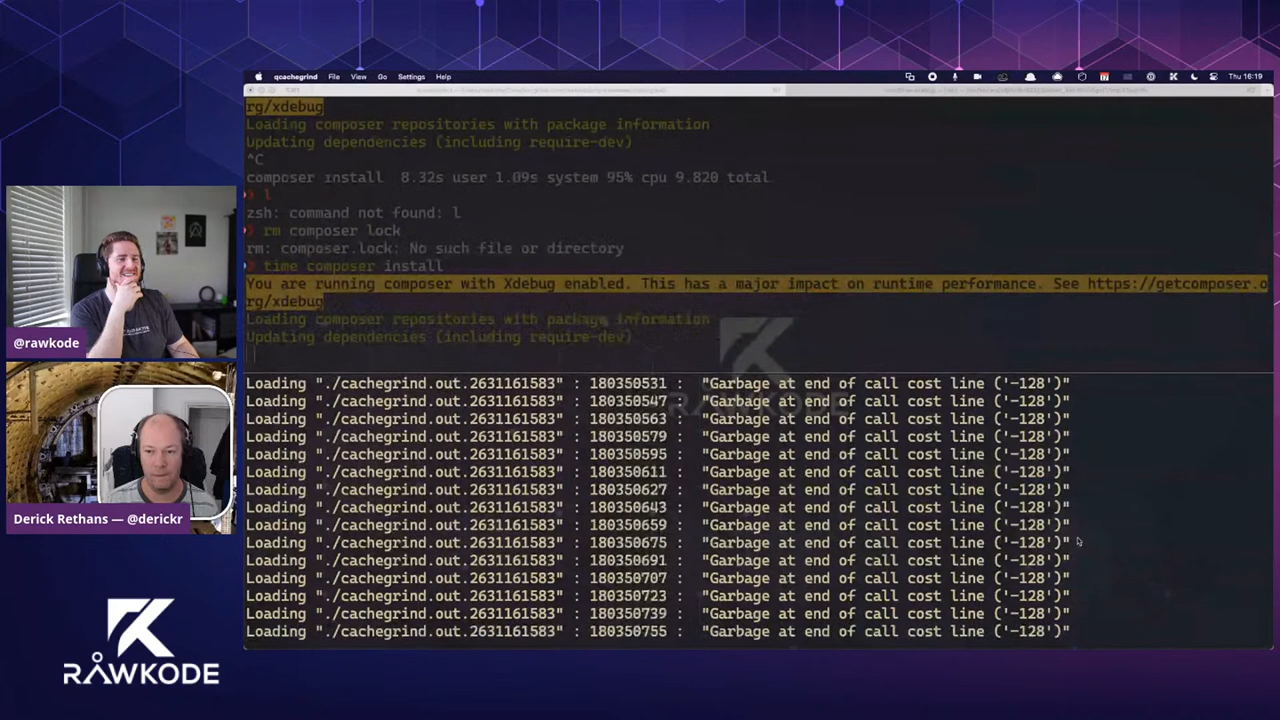 qcachegrind File View Go Settings Help
Thu 16:19
rg/xdebug
Loading composer repositories with package information
Updating dependencies (including require-dev)
^C
composer install 8.32s user 1.09s system 95% cpu 9.820 total
l
zsh: command not found: l
rm composer lock
rm: composer.lock: No such file or directory
time composer install
You are running composer with Xdebug enabled. This has a major impact on runtime performance. See https://getcomposer.o
rg/xdebug
Loading composer repositories with package information
Updating dependencies (including require-dev)
Loading "./cachegrind.out.2631161583" : 180350531 : "Garbage at end of call cost line ('-128')"
Loading "./cachegrind.out.2631161583" : 180350547 : "Garbage at end of call cost line ('-128')"
Loading "./cachegrind.out.2631161583" : 180350563 : "Garbage at end of call cost line ('-128')"
Loading "./cachegrind.out.2631161583" : 180350579 : "Garbage at end of call cost line ('-128')"
Loading "./cachegrind.out.2631161583" : 180350595 : "Garbage at end of call cost line ('-128')"
Loading "./cachegrind.out.2631161583" : 180350611 : "Garbage at end of call cost line ('-128')"
Loading "./cachegrind.out.2631161583" : 180350627 : "Garbage at end of call cost line ('-128')"
Loading "./cachegrind.out.2631161583" : 180350643 : "Garbage at end of call cost line ('-128')"
Loading "./cachegrind.out.2631161583" : 180350659 : "Garbage at end of call cost line ('-128')"
Loading "./cachegrind.out.2631161583" : 180350675 : "Garbage at end of call cost line ('-128')"
Loading "./cachegrind.out.2631161583" : 180350691 : "Garbage at end of call cost line ('-128')"
Loading "./cachegrind.out.2631161583" : 180350707 : "Garbage at end of call cost line ('-128')"
Loading "./cachegrind.out.2631161583" : 180350723 : "Garbage at end of call cost line ('-128')"
Loading "./cachegrind.out.2631161583" : 180350739 : "Garbage at end of call cost line ('-128')"
Loading "./cachegrind.out.2631161583" : 180350755 : "Garbage at end of call cost line ('-128')"
RAWKODE
@rawkode
Derick Rethans — @derickr
RÅWKODE